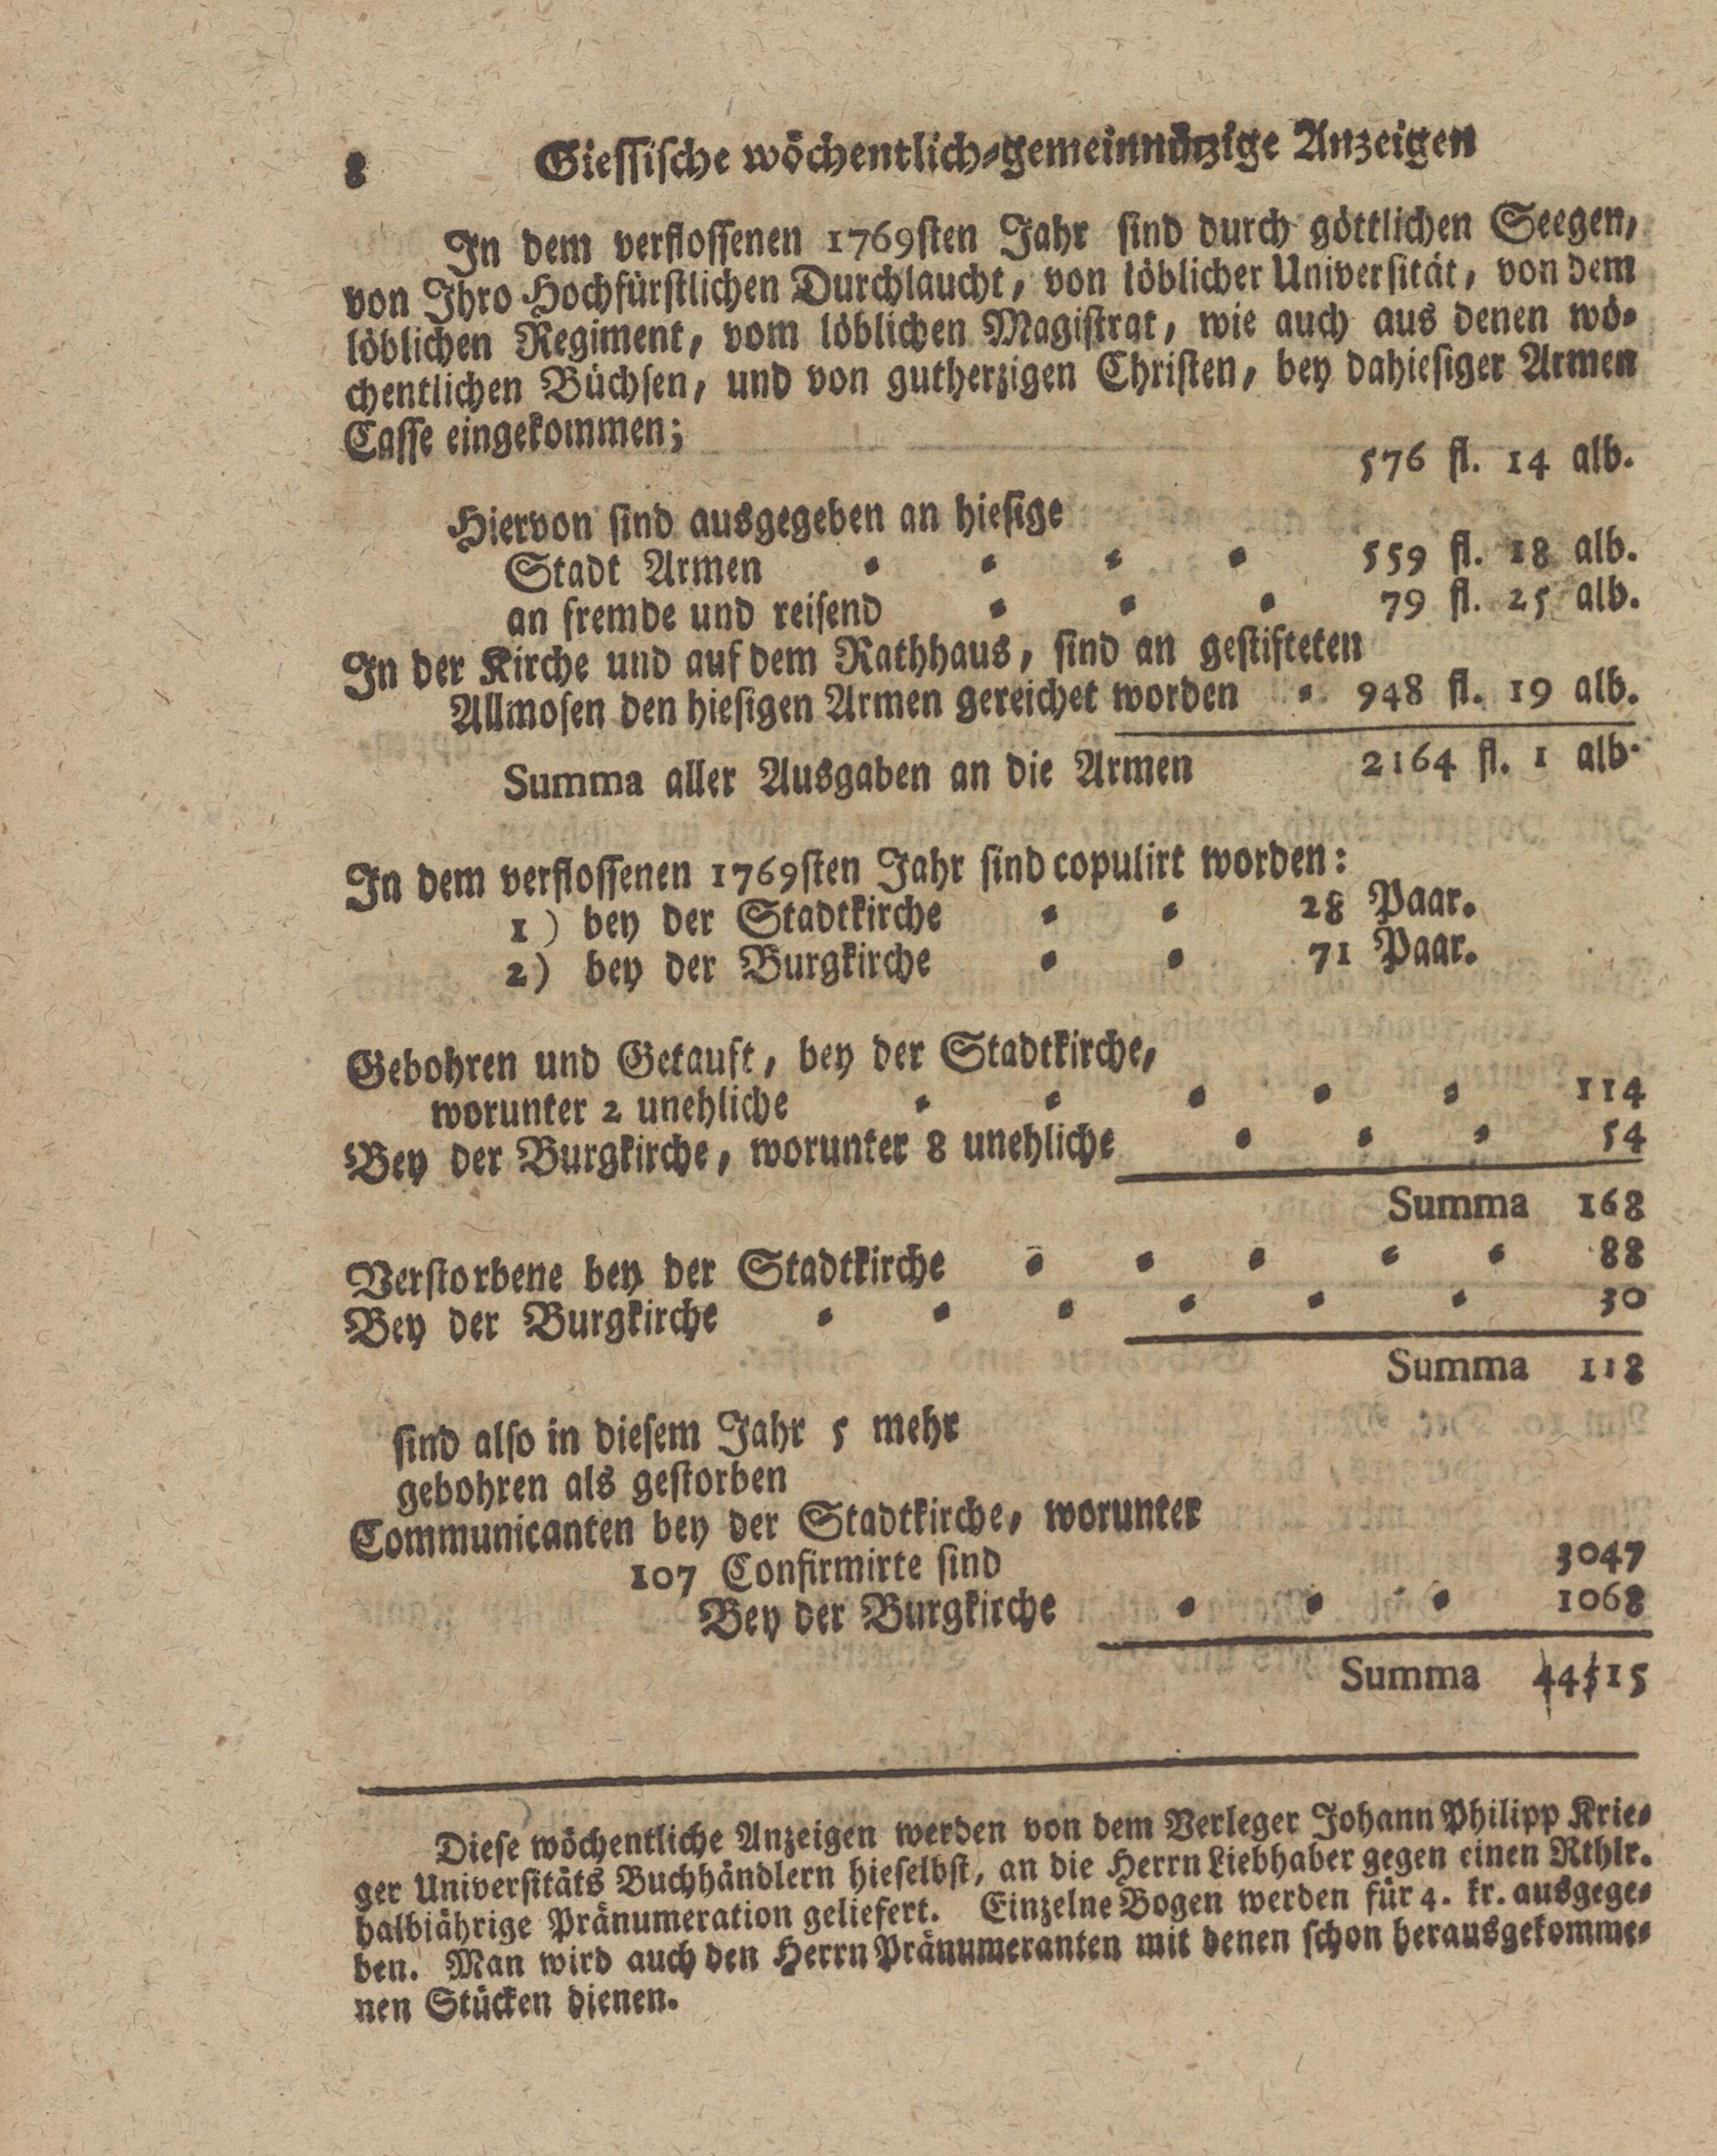 8 Giessische wöchentlich-gemeinnützige Anzeigen
In dem verflossenen 1769sten Jahr sind durch göttlichen Seegen,
von Ihro Hochfürstlichen Durchlaucht, von löblicher Universität, von dem
löblichen Regiment, vom löblichen Magistrat, wie auch aus denen wö-
chentlichen Büchsen, und von gutherzigen Christen, bey dahiesiger Armen
Casse eingekommen;
576 fl. 14 alb.
Hiervon sind ausgegeben an hiesige
Stadt Armen - - - - 559 fl. 18 alb.
an fremde und reisend - - - 79 fl. 25 alb.
In der Kirche und auf dem Rathhaus, sind an gestifteten
Allmosen den hiesigen Armen gereichet worden - 948 fl. 19 alb.
Summa aller Ausgaben an die Armen 2164 fl. 1 alb.
In dem verflossenen 1769sten Jahr sind copulirt worden:
1) bey der Stadtkirche - - 28 Paar.
2) bey der Burgkirche - - 71 Paar.
Gebohren und Getauft, bey der Stadtkirche,
worunter 2 unehliche - - - - - 114
Bey der Burgkirche, worunter 8 unehliche - - - 54
Summa 168
Verstorbene bey der Stadtkirche - - - - - 88
Bey der Burgkirche - - - - - - 30
Summa 118
sind also in diesem Jahr 5 mehr
gebohren als gestorben
Communicanten bey der Stadtkirche, worunter
107 Confirmirte sind 3047
Bey der Burgkirche - - - 1068
Summa 44515
Diese wöchentliche Anzeigen werden von dem Verleger Johann Philipp Krie-
ger Universitäts Buchhändlern hieselbst, an die Herrn Liebhaber gegen einen Rthlr.
halbjährige Pränumeration geliefert. Einzelne Bogen werden für 4. kr. ausgege-
ben. Man wird auch den Herrn Pränumeranten mit denen schon herausgekomme-
nen Stücken dienen.